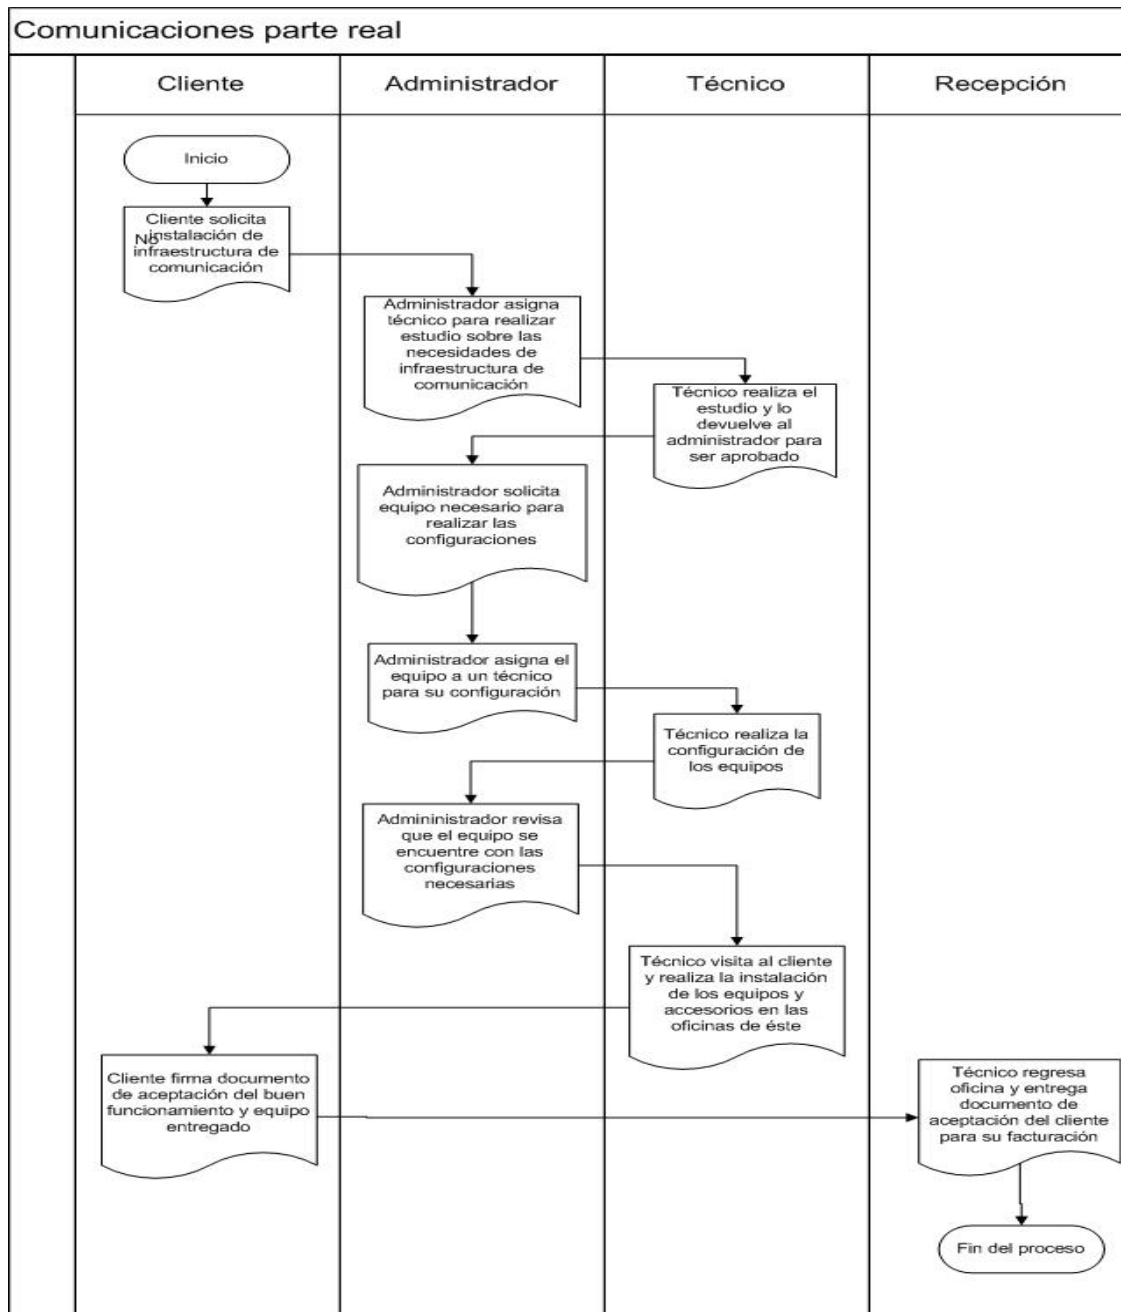 Comunicaciones parte real
Cliente
Administrador
Técnico
Recepción
Inicio
Cliente solicita
instalación de
No
infraestructura de
comunicación
Administrador asigna
técnico para realizar
estudio sobre las
necesidades de
infraestructura de
comunicación
Técnico realiza el
estudio y lo
devuelve al
administrador para
ser aprobado
Administrador solicita
equipo necesario para
realizar las
configuraciones
Administrador asigna el
equipo a un técnico
para su configuración
Técnico realiza la
configuración de
los equipos
Admininistrador revisa
que el equipo se
encuentre con las
configuraciones
necesarias
Técnico visita al cliente
y realiza la instalación
de los equipos y
accesorios en las
oficinas de éste
Cliente firma documento
de aceptación del buen
funcionamiento y equipo
entregado
Técnico regresa
oficina y entrega
documento de
aceptación del cliente
para su facturación
Fin del proceso